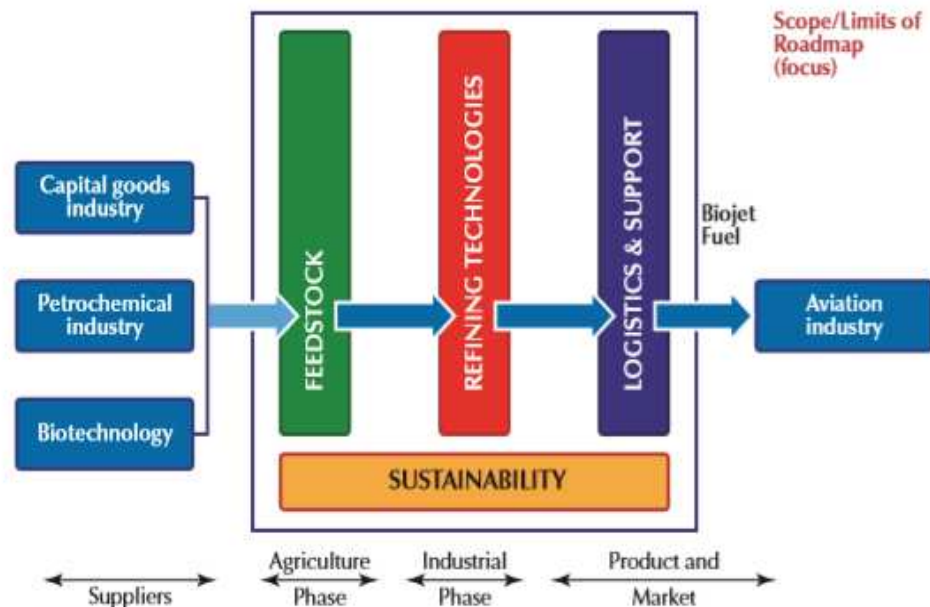 Scope/Limits of
Roadmap
(focus)
Capital goods
industry
Petrochemical
industry
Biotechnology
FEEDSTOCK
REFINING TECHNOLOGIES
LOGISTICS & SUPPORT
Biojet
Fuel
Aviation
industry
SUSTAINABILITY
Suppliers
Agriculture
Phase
Industrial
Phase
Product and
Market